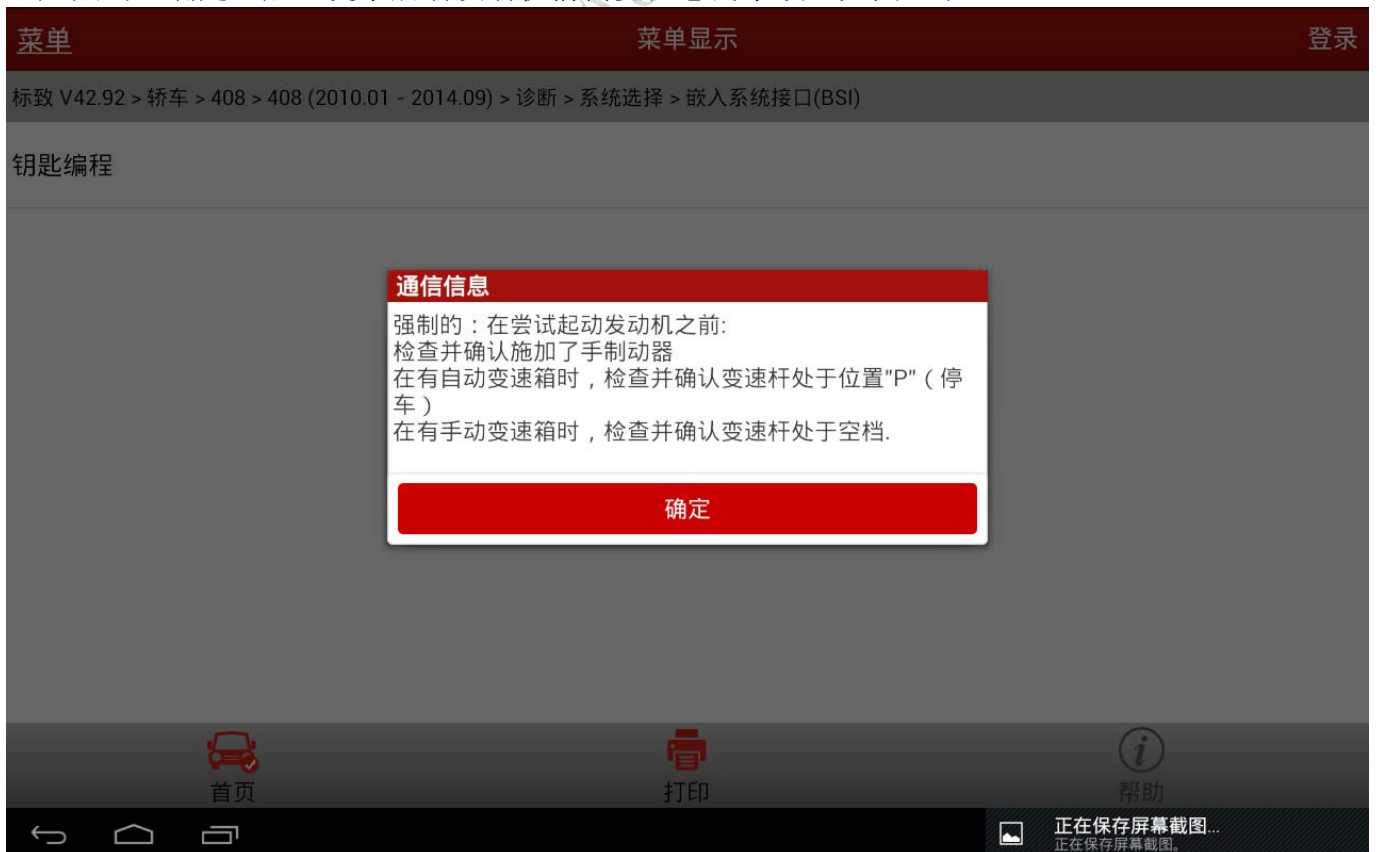 菜单
菜单显示
登录
标致 V42.92 > 轿车 > 408 > 408 (2010.01 - 2014.09) > 诊断 > 系统选择 > 嵌入系统接口(BSI)
钥匙编程
通信信息
强制的：在尝试起动发动机之前:
检查并确认施加了手制动器
在有自动变速箱时，检查并确认变速杆处于位置"P"（停
车）
在有手动变速箱时，检查并确认变速杆处于空档.
确定
首页
打印
帮助
正在保存屏幕截图...
正在保存屏幕截图。